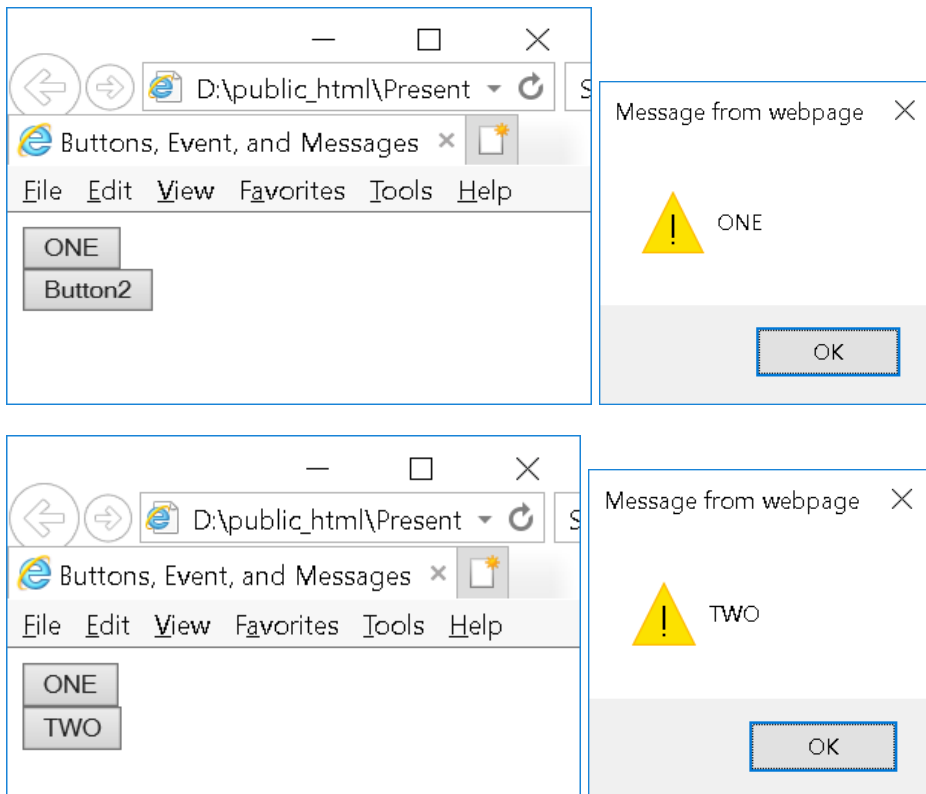 D:\public_html\Present
Buttons, Event, and Messages
File Edit View Favorites Tools Help
ONE
Button2
Message from webpage
ONE
OK
D:\public_html\Present
Buttons, Event, and Messages
File Edit View Favorites Tools Help
ONE
TWO
Message from webpage
TWO
OK